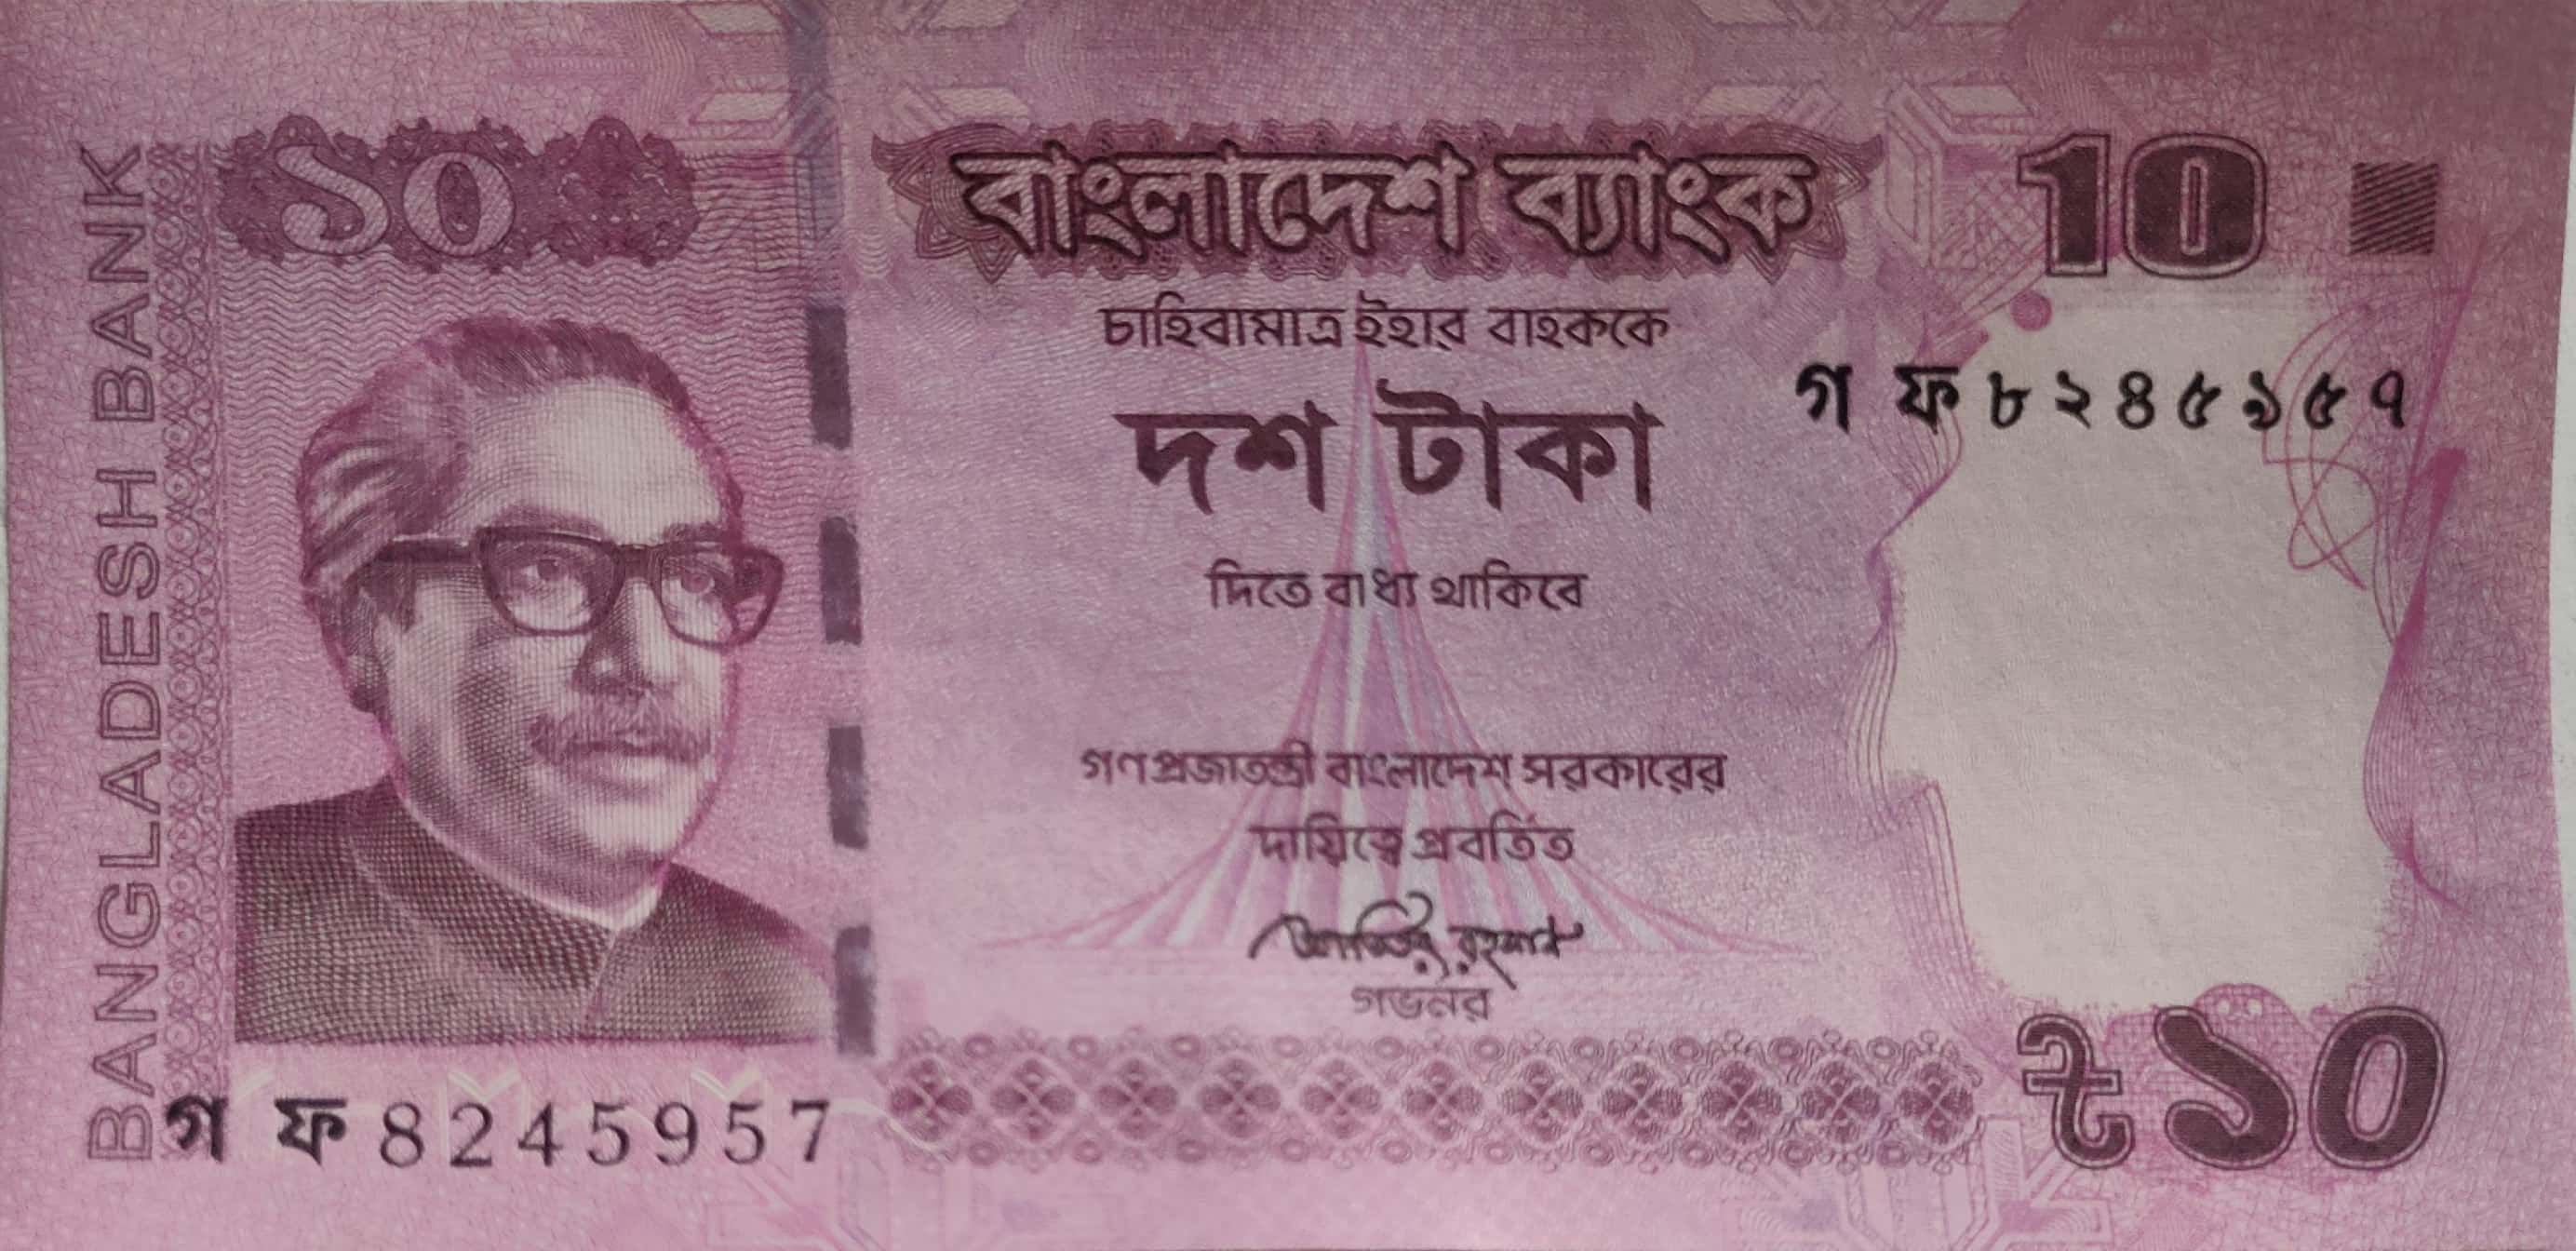 BANGLADESH BANK
১০
বাংলাদেশ ব্যাংক
10
চাহিবামাত্র ইহার বাহককে
গ ফ ৮২৪৫৯৫৭
দশ টাকা
দিতে বাধ্য থাকিবে
গণপ্রজাতন্ত্রী বাংলাদেশ সরকারের
দায়িত্বে প্রবর্তিত
আতিউর রহমান
গভর্নর
গ ফ 8245957
৳১০